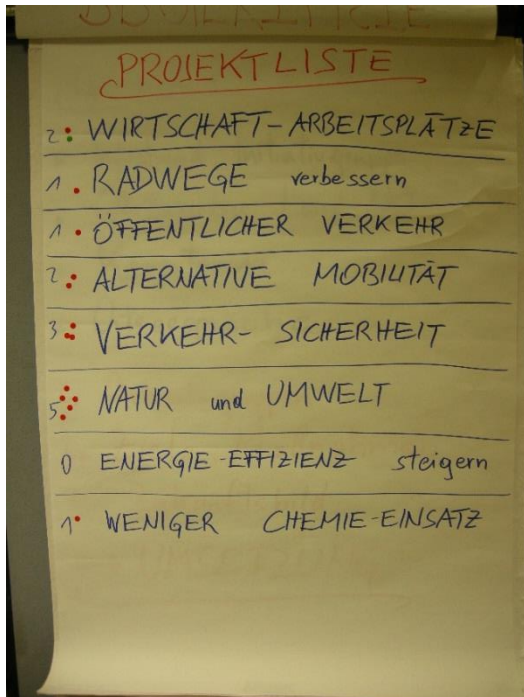 PROJEKTLISTE
2 WIRTSCHAFT - ARBEITSPLÄTZE
1 RADWEGE verbessern
1 ÖFFENTLICHER VERKEHR
2 ALTERNATIVE MOBILITÄT
3 VERKEHR- SICHERHEIT
5 NATUR und UMWELT
0 ENERGIE-EFFIZIENZ steigern
1 WENIGER CHEMIE-EINSATZ